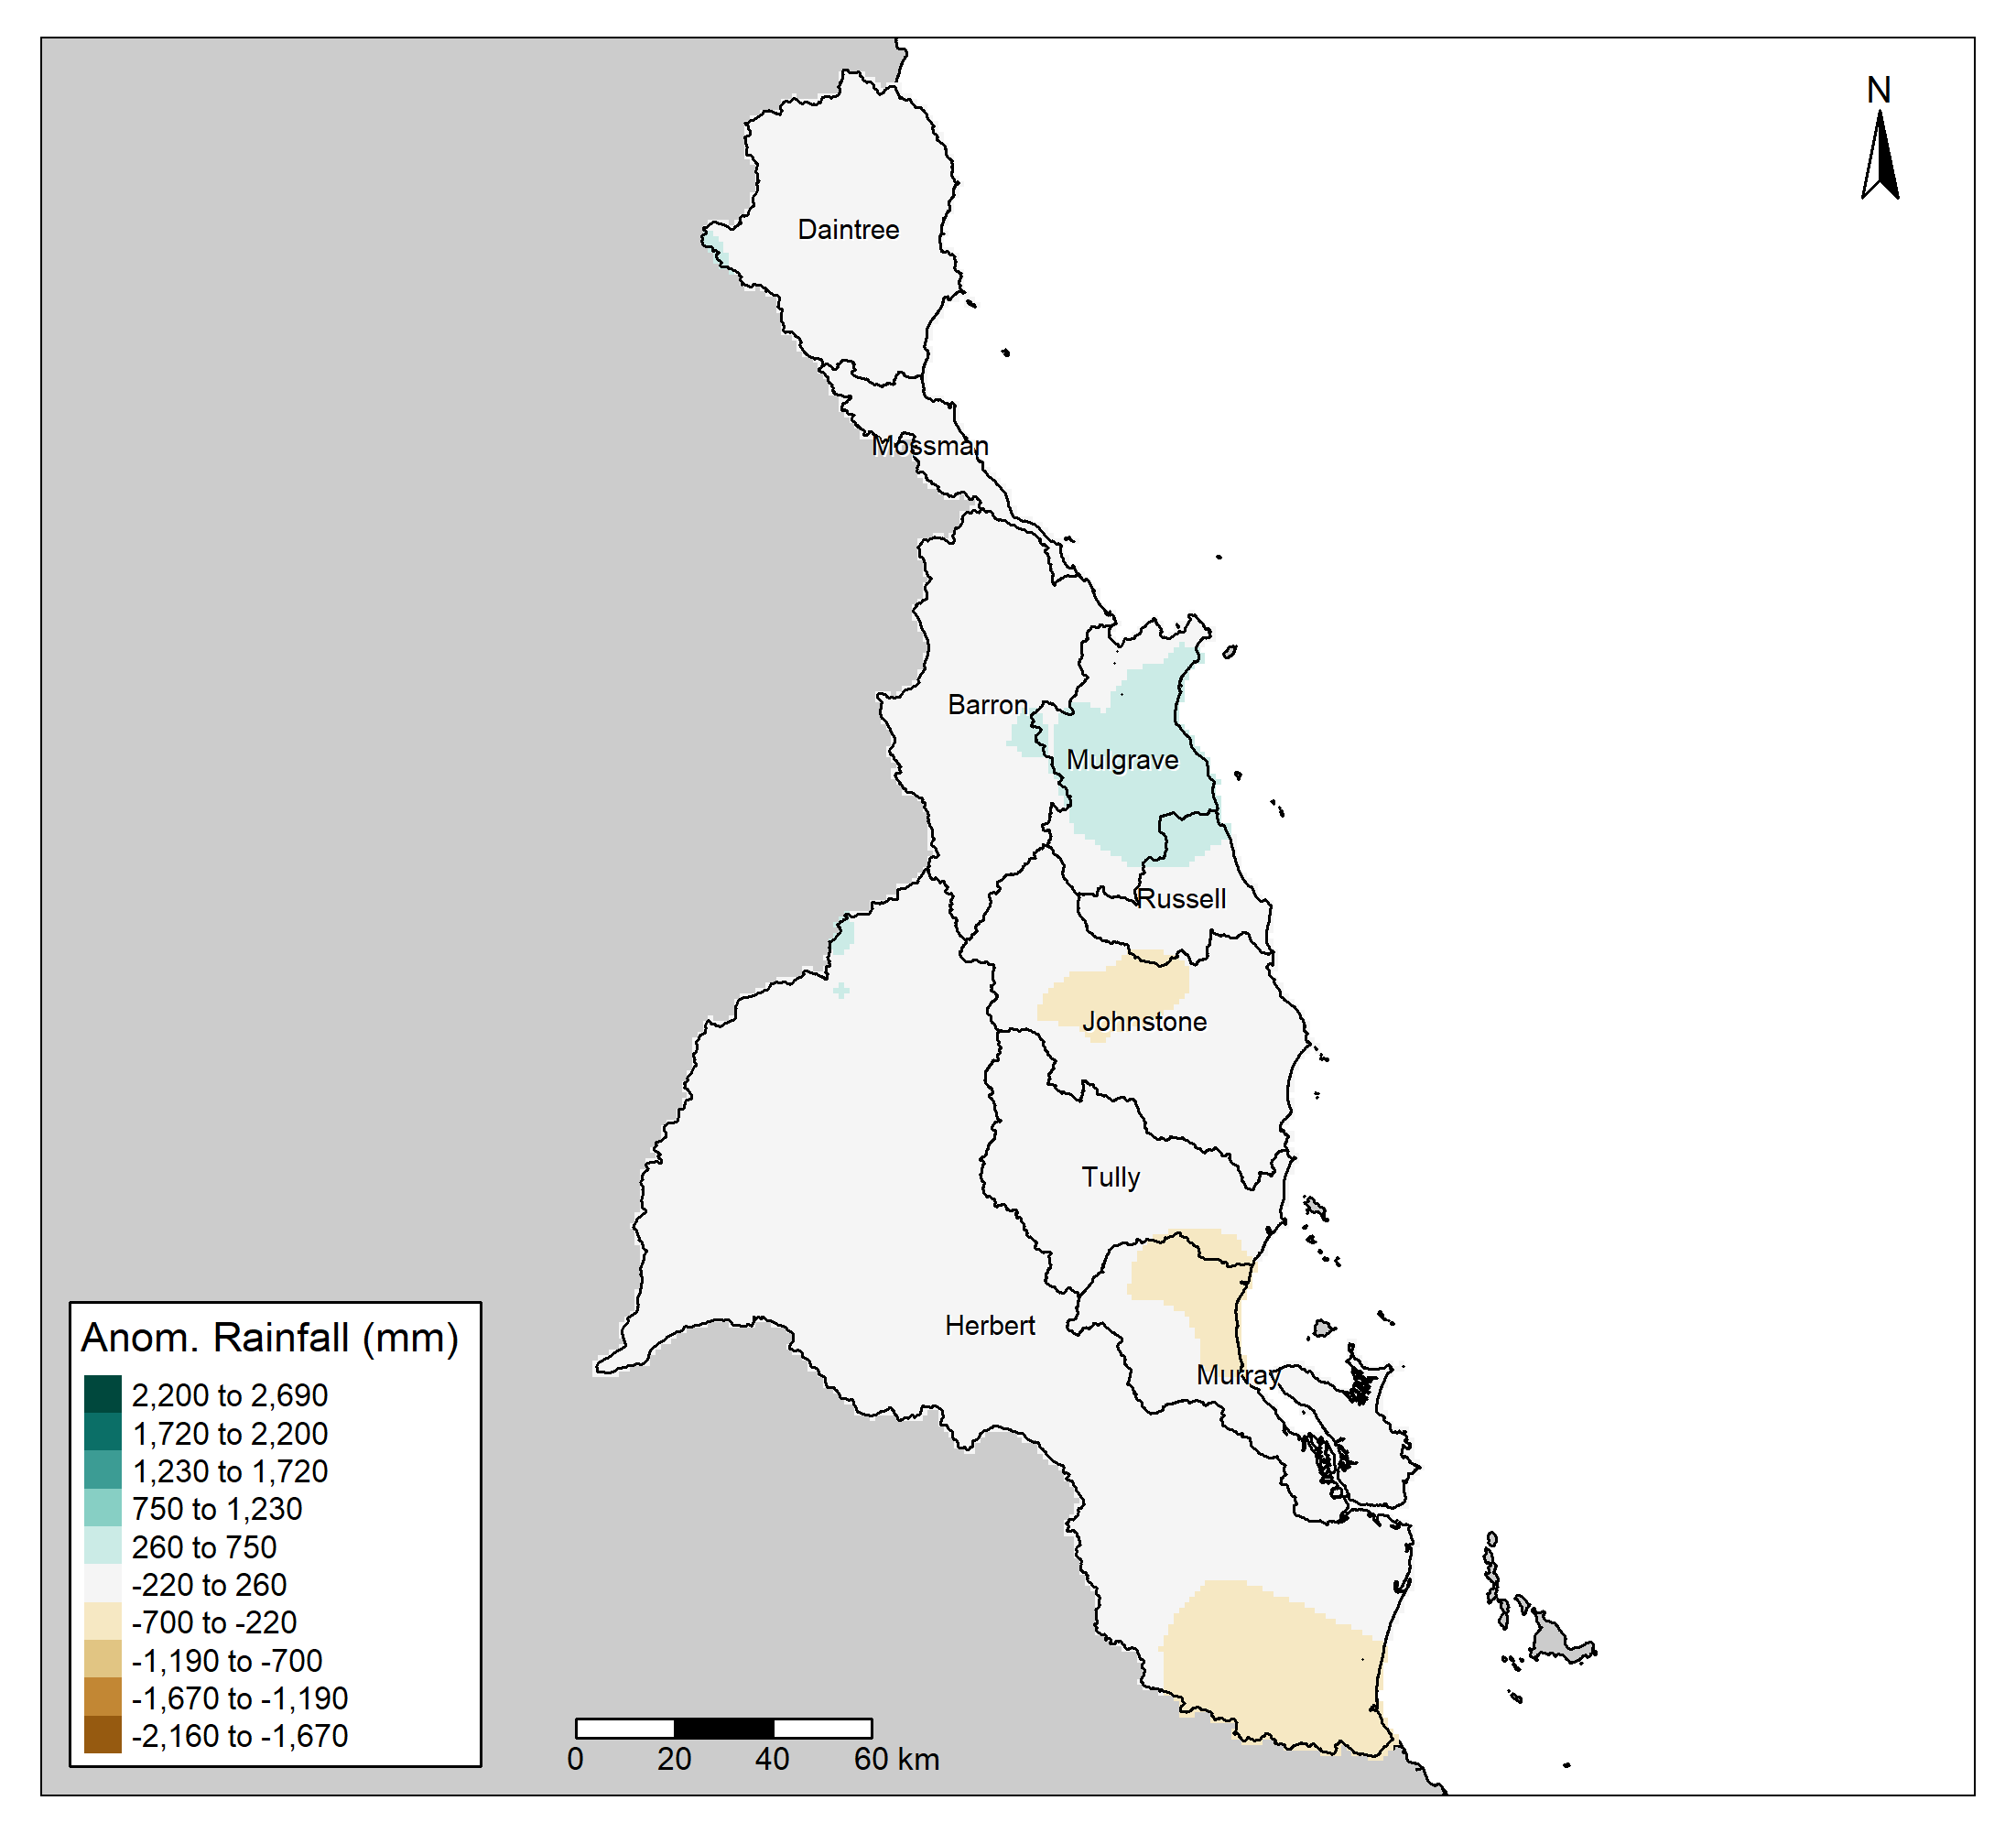 N
Daintree
Mossman
Barron
Mulgrave
Russell
Johnstone
Tully
Herbert
Murray
Anom. Rainfall (mm)
2,200 to 2,690
1,720 to 2,200
1,230 to 1,720
750 to 1,230
260 to 750
-220 to 260
-700 to -220
-1,190 to -700
-1,670 to -1,190
-2,160 to -1,670
0 20 40 60 km